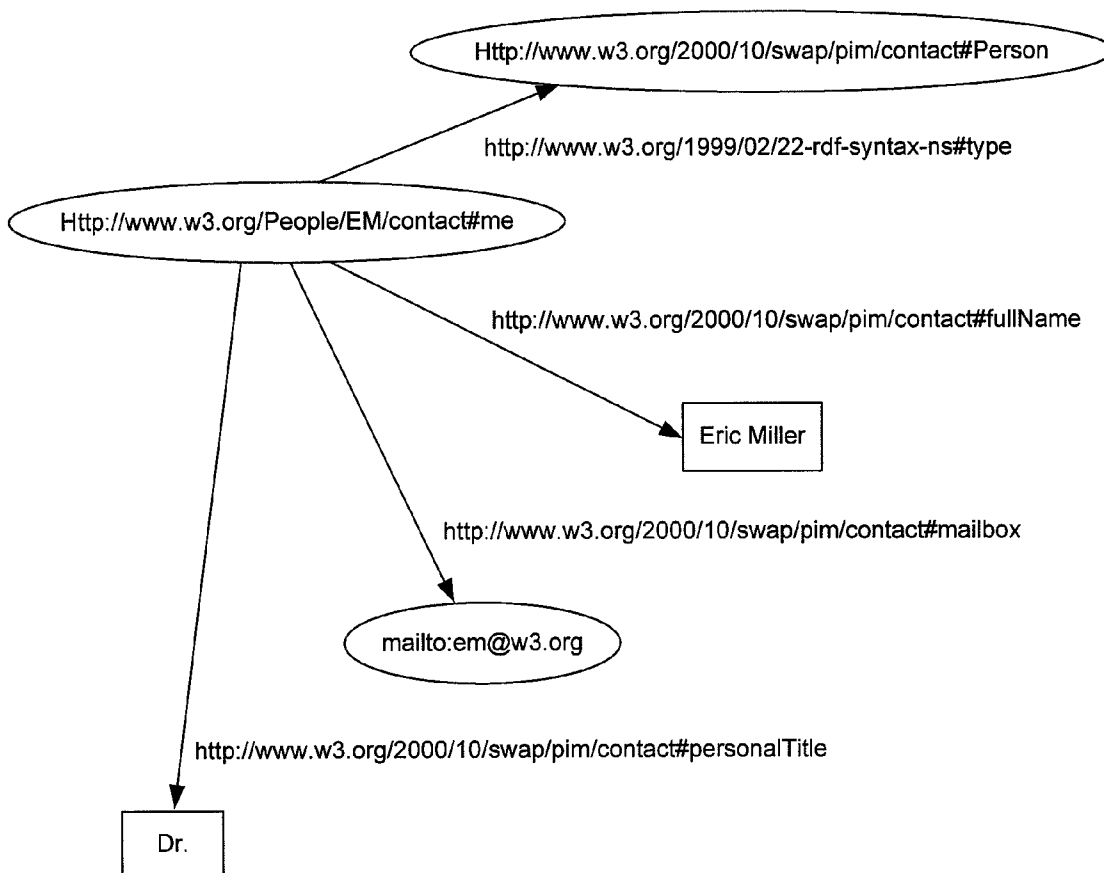 Http://www.w3.org/2000/10/swap/pim/contact#Person
http://www.w3.org/1999/02/22-rdf-syntax-ns#type
Http://www.w3.org/People/EM/contact#me
http://www.w3.org/2000/10/swap/pim/contact#fullName
Eric Miller
http://www.w3.org/2000/10/swap/pim/contact#mailbox
mailto:em@w3.org
http://www.w3.org/2000/10/swap/pim/contact#personalTitle
Dr.